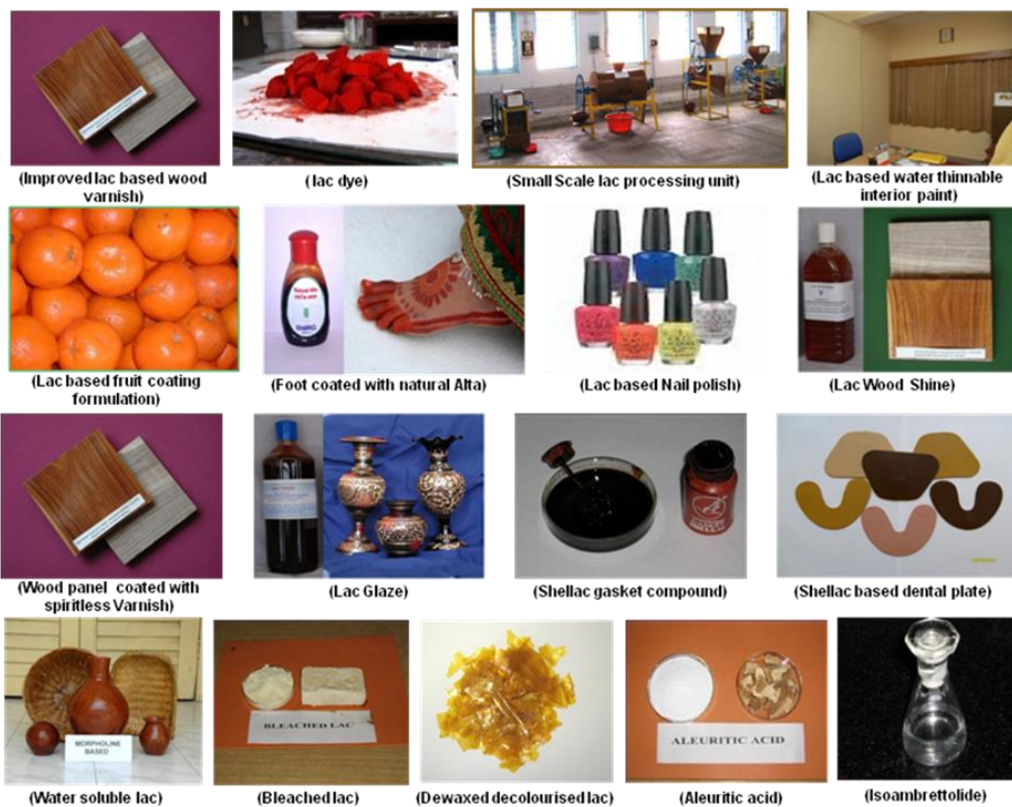 (Improved lac based wood
varnish)
(lac dye)
(Small Scale lac processing unit)
(Lac based water thinnable
interior paint)
(Lac based fruit coating
formulation)
(Foot coated with natural Alta)
(Lac based Nail polish)
(Lac Wood Shine)
(Wood panel coated with
spiritless Varnish)
(Lac Glaze)
(Shellac gasket compound)
(Shellac based dental plate)
MORPHOLINE
BASED
(Water soluble lac)
BLEACHED LAC
(Bleached lac)
(Dewaxed decolourised lac)
ALEURITIC ACID
(Aleuritic acid)
(Isoambrettolide)